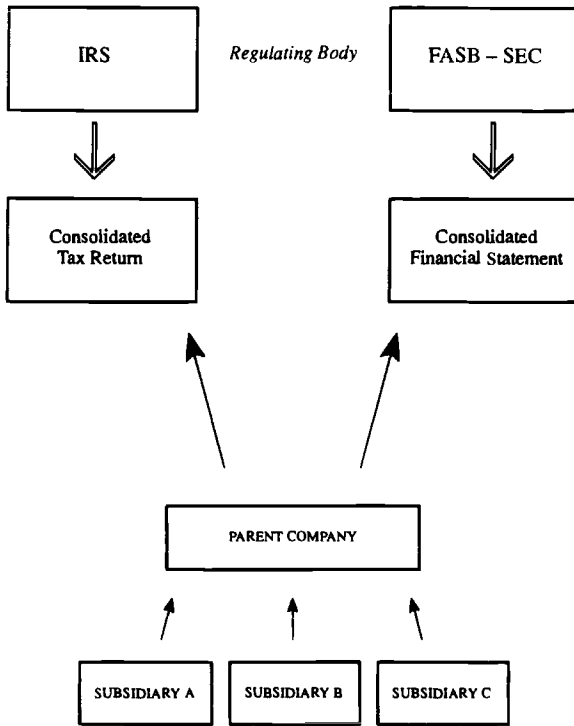 IRS
Regulating Body
FASB – SEC
Consolidated
Tax Return
Consolidated
Financial Statement
PARENT COMPANY
SUBSIDIARY A
SUBSIDIARY B
SUBSIDIARY C